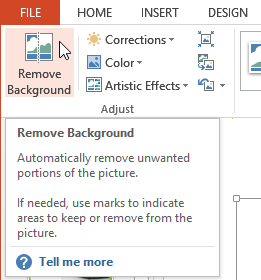 FILE HOME INSERT DESIGN
Remove
Background
Corrections
Color
Artistic Effects
Adjust
Remove Background
Automatically remove unwanted
portions of the picture.
If needed, use marks to indicate
areas to keep or remove from the
picture.
Tell me more